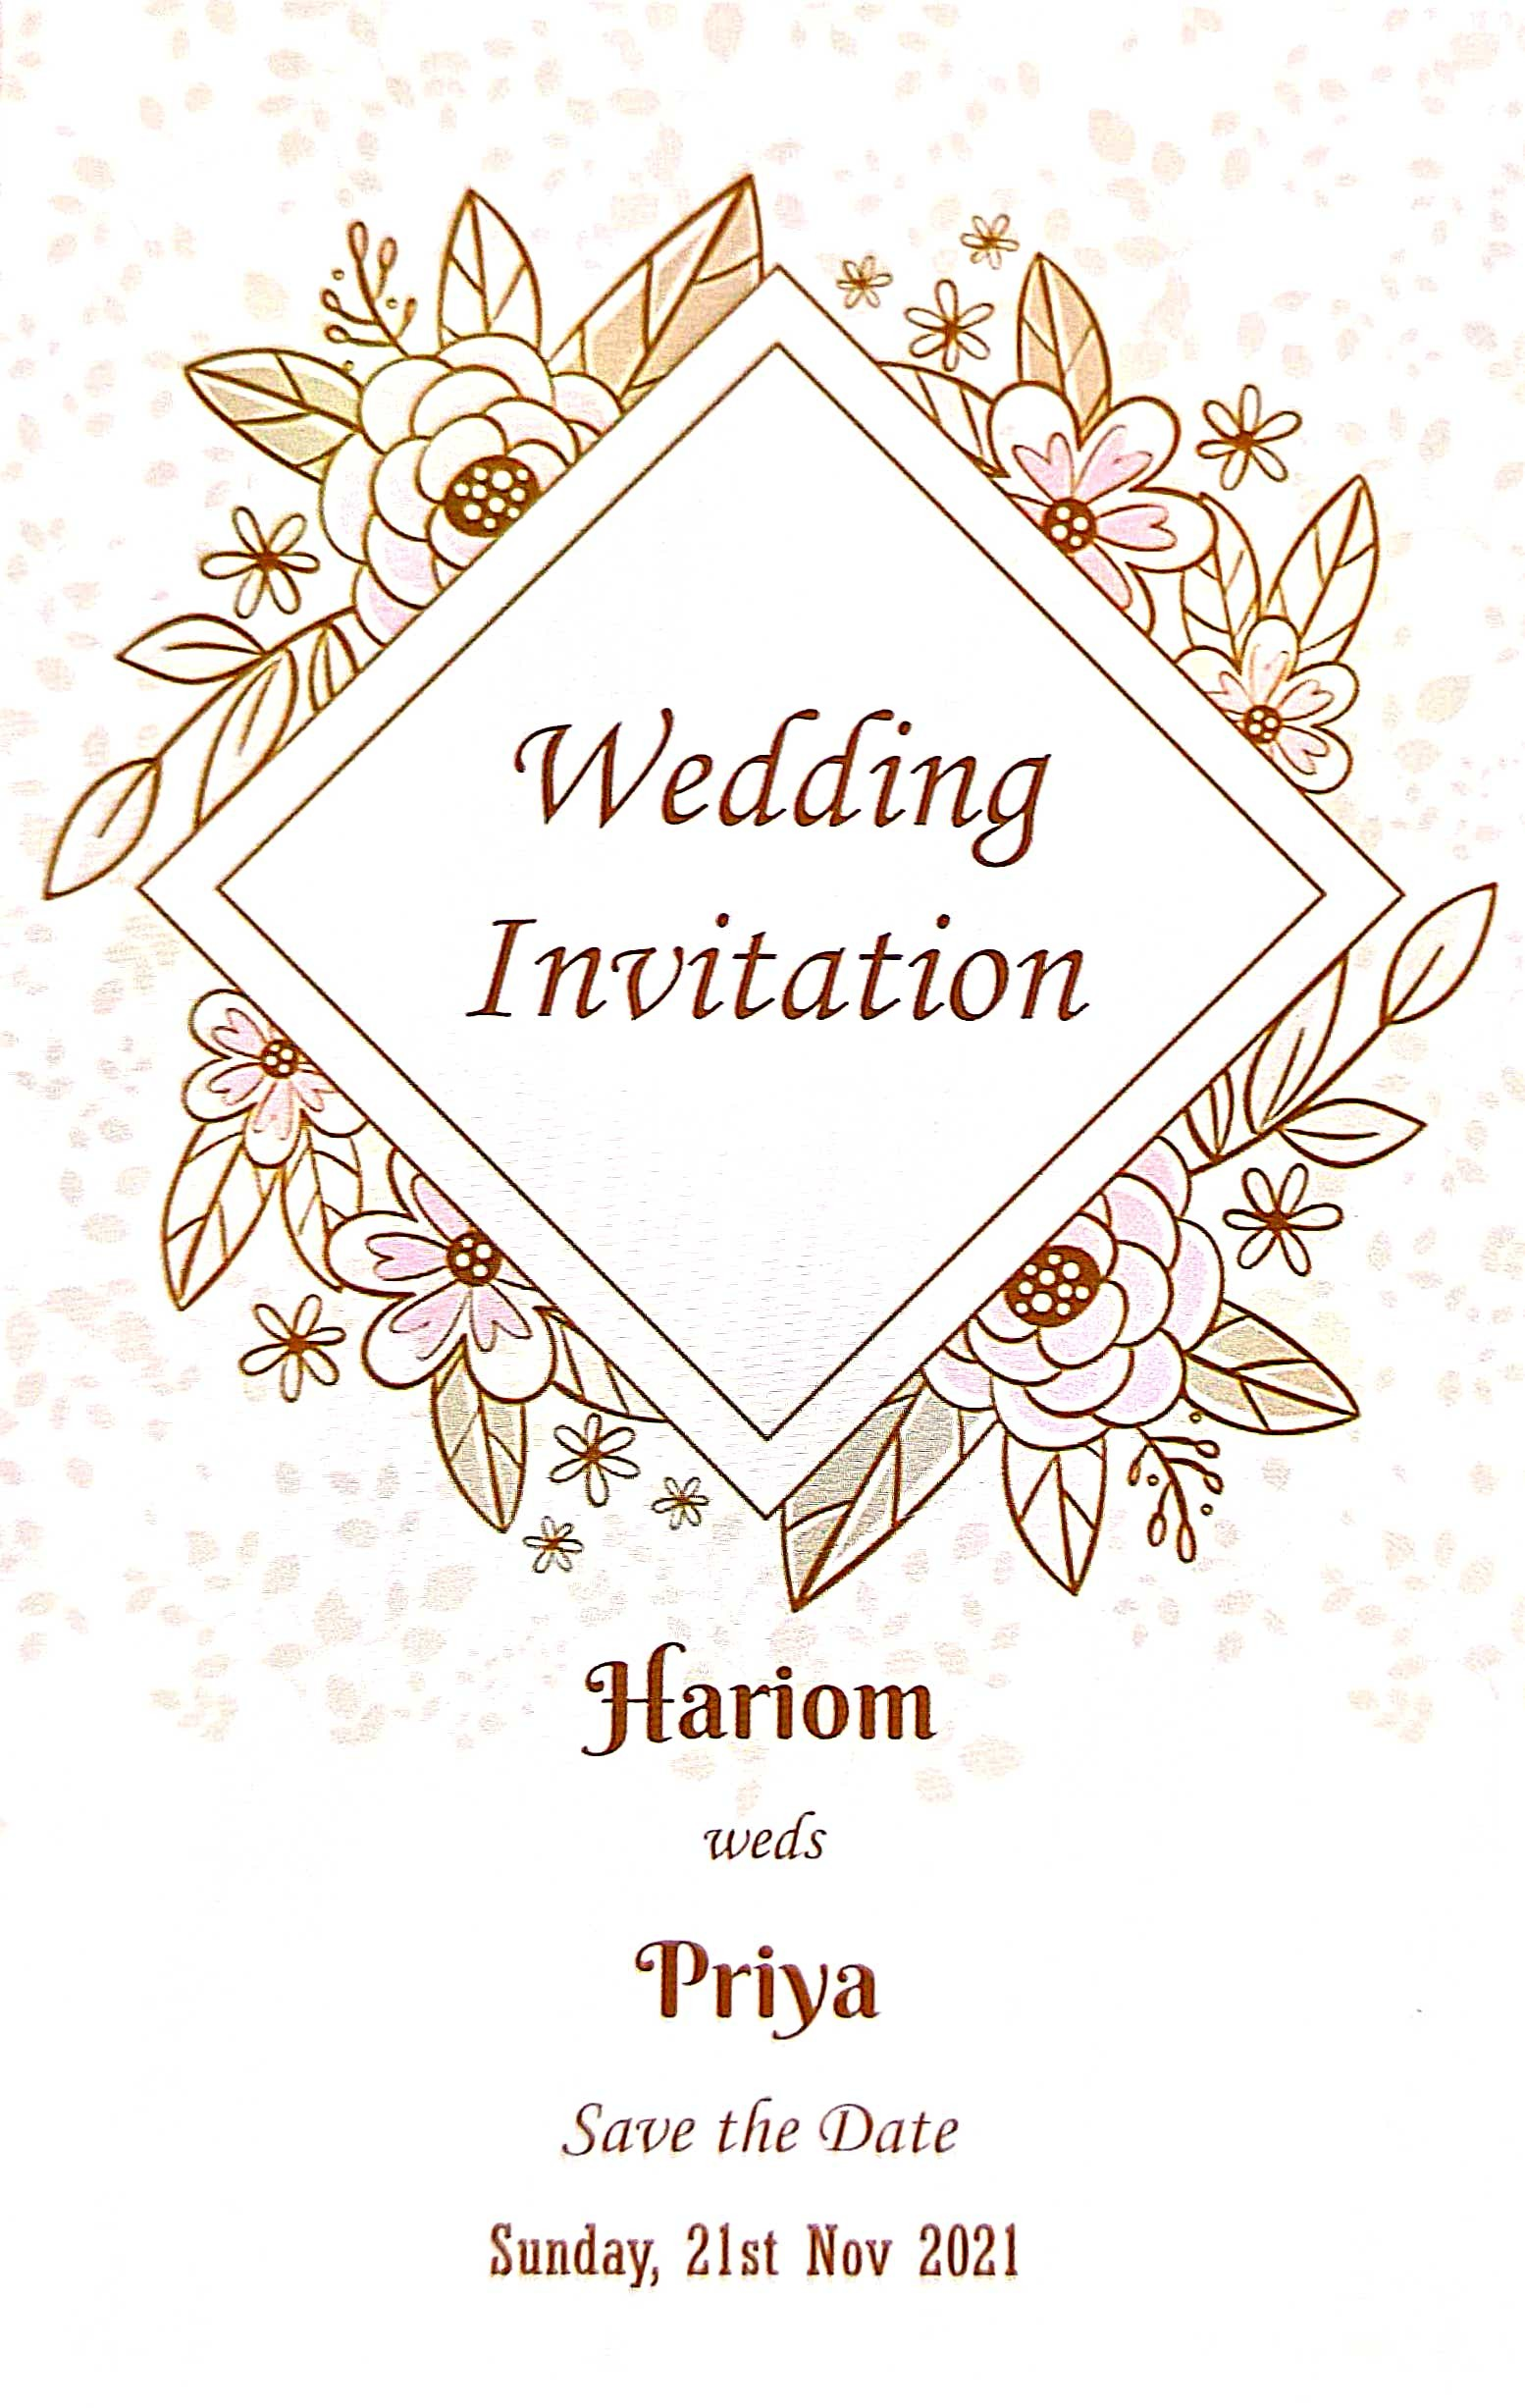 Wedding
Invitation
Hariom
weds
Priya
Save the Date
Sunday, 21st Nov 2021